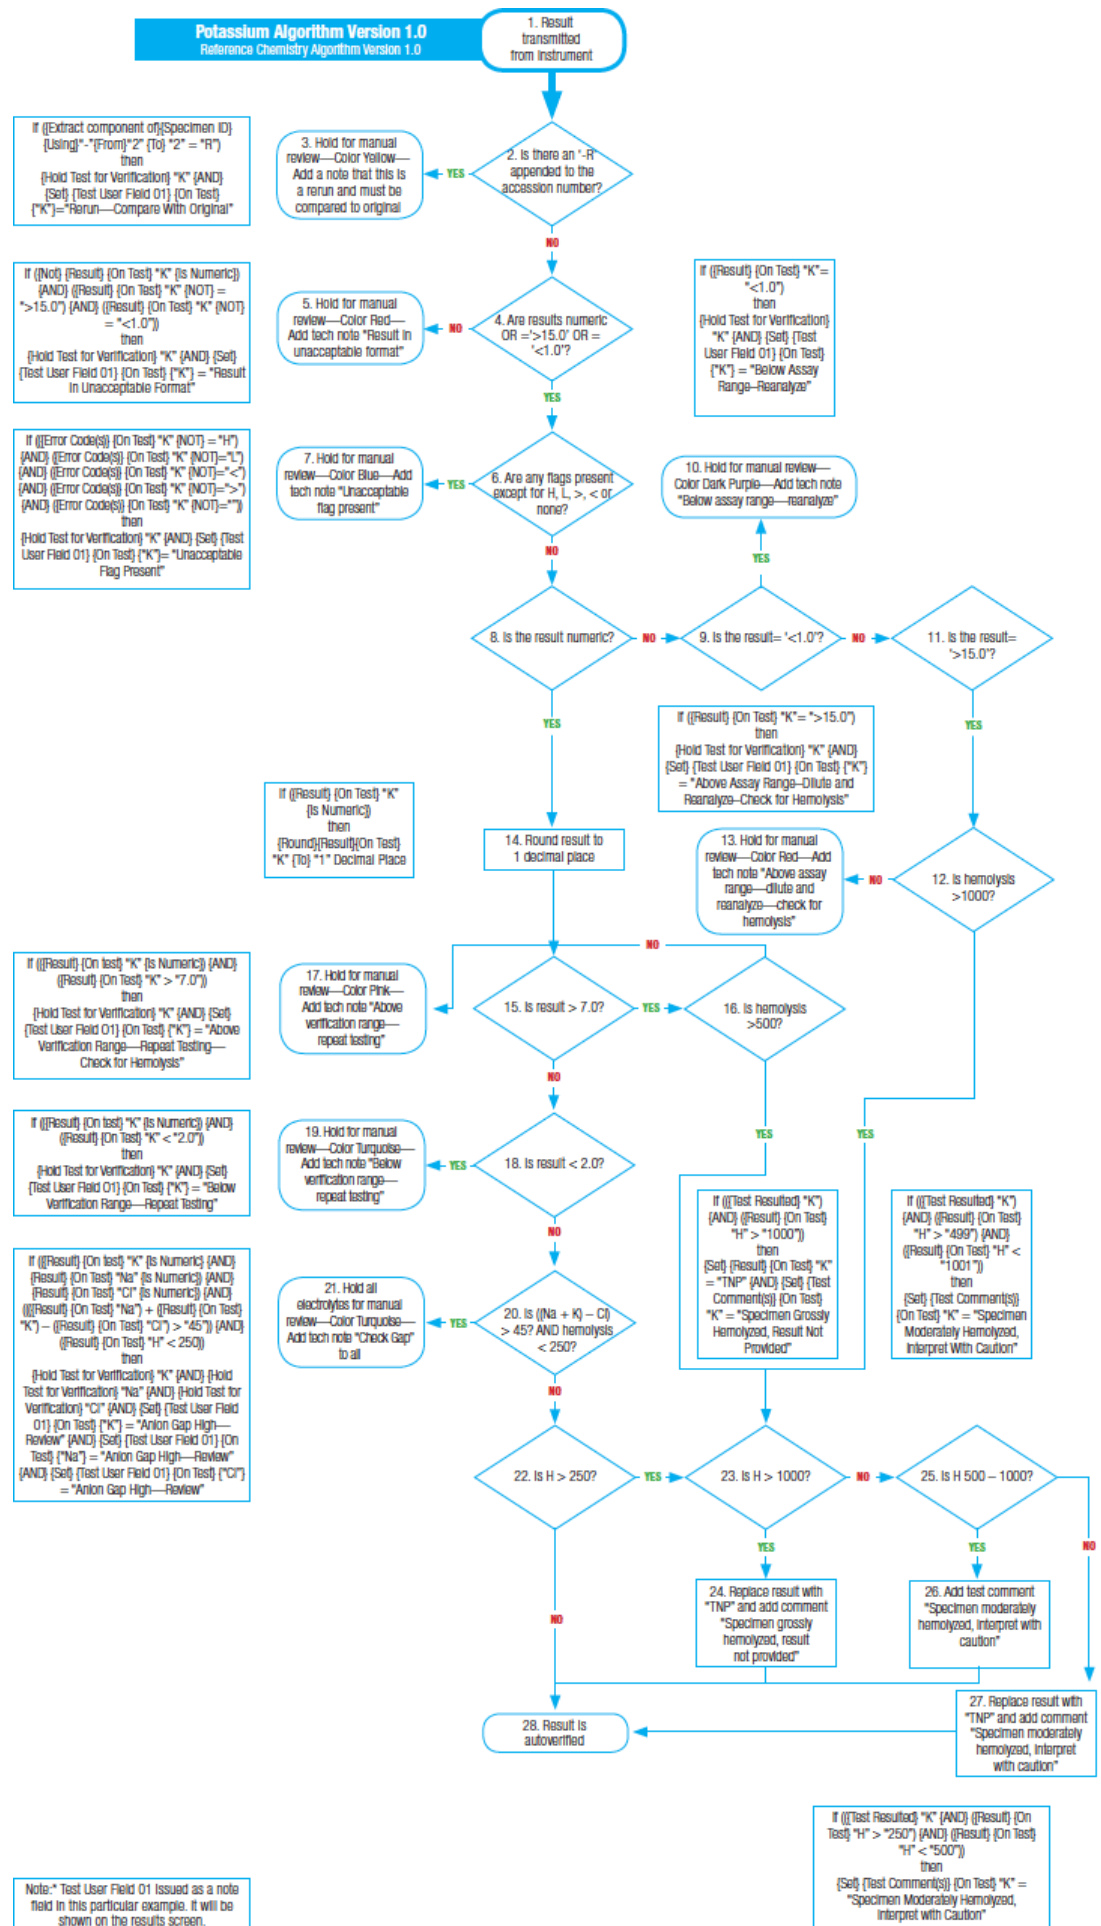 Potassium Algorithm Version 1.0
Reference Chemistry Algorithm Version 1.0
1. Result
transmitted
from instrument
If ({Extract component of}{Specimen ID}
{Using}"-"{From}"2" {To} "2" = "R")
then
{Hold Test for Verification} "K" {AND}
{Set} {Test User Field 01} {On Test}
{"K"}="Rerun—Compare With Original"
3. Hold for manual
review—Color Yellow—
Add a note that this is
a rerun and must be
compared to original
YES
2. Is there an "-R"
appended to the
accession number?
NO
If ({Not} {Result} {On Test} "K" {Is Numeric})
{AND} ({Result} {On Test} "K" {NOT} =
">15.0") {AND} ({Result} {On Test} "K" {NOT}
= "<1.0"))
then
{Hold Test for Verification} "K" {AND} {Set}
{Test User Field 01} {On Test} {"K"} = "Result
in Unacceptable Format"
5. Hold for manual
review—Color Red—
Add tech note "Result in
unacceptable format"
NO
4. Are results numeric
OR ='>15.0' OR =
'<1.0'?
YES
If ({Result} {On Test} "K"=
"<1.0")
then
{Hold Test for Verification}
"K" {AND} {Set} {Test
User Field 01} {On Test}
{"K"} = "Below Assay
Range–Reanalyze"
If ({[Error Code(s)} {On Test} "K" {NOT} = "H")
{AND} ({Error Code(s)} {On Test} "K" {NOT}="L")
{AND} ({Error Code(s)} {On Test} "K" {NOT}="<")
{AND} ({Error Code(s)} {On Test} "K" {NOT}=">")
{AND} ({Error Code(s)} {On Test} "K" {NOT}=""))
then
{Hold Test for Verification} "K" {AND} {Set} {Test
User Field 01} {On Test} {"K"}= "Unacceptable
Flag Present"
7. Hold for manual
review—Color Blue—Add
tech note "Unacceptable
flag present"
YES
6. Are any flags present
except for H, L, >, < or
none?
NO
10. Hold for manual review—
Color Dark Purple—Add tech note
"Below assay range—reanalyze"
YES
8. Is the result numeric?
NO
9. Is the result= '<1.0'?
NO
11. Is the result=
'>15.0'?
YES
YES
If ({Result} {On Test} "K"= ">15.0")
then
{Hold Test for Verification} "K" {AND}
{Set} {Test User Field 01} {On Test} {"K"}
= "Above Assay Range–Dilute and
Reanalyze–Check for Hemolysis"
If ({Result} {On Test} "K"
{Is Numeric})
then
{Round}{Result}{On Test}
"K" {To} "1" Decimal Place
14. Round result to
1 decimal place
13. Hold for manual
review—Color Red—Add
tech note "Above assay
range—dilute and
reanalyze—check for
hemolysis"
NO
12. Is hemolysis
>1000?
NO
If (({Result} {On test} "K" {Is Numeric}) {AND}
({Result} {On Test} "K" > "7.0"))
then
{Hold Test for Verification} "K" {AND} {Set}
{Test User Field 01} {On Test} {"K"} = "Above
Verification Range—Repeat Testing—
Check for Hemolysis"
17. Hold for manual
review—Color Pink—
Add tech note "Above
verification range—
repeat testing"
15. Is result > 7.0?
YES
16. Is hemolysis
>500?
NO
If (({Result} {On test} "K" {Is Numeric}) {AND}
({Result} {On Test} "K" < "2.0"))
then
{Hold Test for Verification} "K" {AND} {Set}
{Test User Field 01} {On Test} {"K"} = "Below
Verification Range—Repeat Testing"
19. Hold for manual
review—Color Turquoise—
Add tech note "Below
verification range—
repeat testing"
YES
18. Is result < 2.0?
YES
YES
NO
If (({Test Resulted} "K")
{AND} ({Result} {On Test}
"H" > "1000"))
then
{Set} {Result} {On Test} "K"
= "TNP" {AND} {Set} {Test
Comment(s)} {On Test}
"K" = "Specimen Grossly
Hemolyzed, Result Not
Provided"
If (({Test Resulted} "K")
{AND} ({Result} {On Test}
"H" > "499") {AND}
({Result} {On Test} "H" <
"1001"))
then
{Set} {Test Comment(s)}
{On Test} "K" = "Specimen
Moderately Hemolyzed,
Interpret With Caution"
If (({Result} {On test} "K" {Is Numeric} {AND}
{Result} {On Test} "Na" {Is Numeric}) {AND}
{Result} {On Test} "Cl" {Is Numeric}) {AND}
((({Result} {On Test} "Na") + ({Result} {On Test}
"K") – ({Result} {On Test} "Cl") > "45")) {AND}
({Result} {On Test} "H" < 250))
then
{Hold Test for Verification} "K" {AND} {Hold
Test for Verification} "Na" {AND} {Hold Test for
Verification} "Cl" {AND} {Set} {Test User Field
01} {On Test} {"K"} = "Anion Gap High—
Review" {AND} {Set} {Test User Field 01} {On
Test} {"Na"} = "Anion Gap High—Review"
{AND} {Set} {Test User Field 01} {On Test} {"Cl"}
= "Anion Gap High—Review"
21. Hold all
electrolytes for manual
review—Color Turquoise—
Add tech note "Check Gap"
to all
YES
20. Is ((Na + K) – Cl)
> 45? AND hemolysis
< 250?
NO
22. Is H > 250?
YES
23. Is H > 1000?
NO
25. Is H 500 – 1000?
YES
YES
NO
NO
24. Replace result with
"TNP" and add comment
"Specimen grossly
hemolyzed, result
not provided"
26. Add test comment
"Specimen moderately
hemolyzed, interpret with
caution"
27. Replace result with
"TNP" and add comment
"Specimen moderately
hemolyzed, interpret
with caution"
28. Result is
autoverified
If (({Test Resulted} "K" {AND} ({Result} {On
Test} "H" > "250") {AND} ({Result} {On Test}
"H" < "500"))
then
{Set} {Test Comment(s)} {On Test} "K" =
"Specimen Moderately Hemolyzed,
Interpret with Caution"
Note:* Test User Field 01 Issued as a note
field in this particular example. It will be
shown on the results screen.